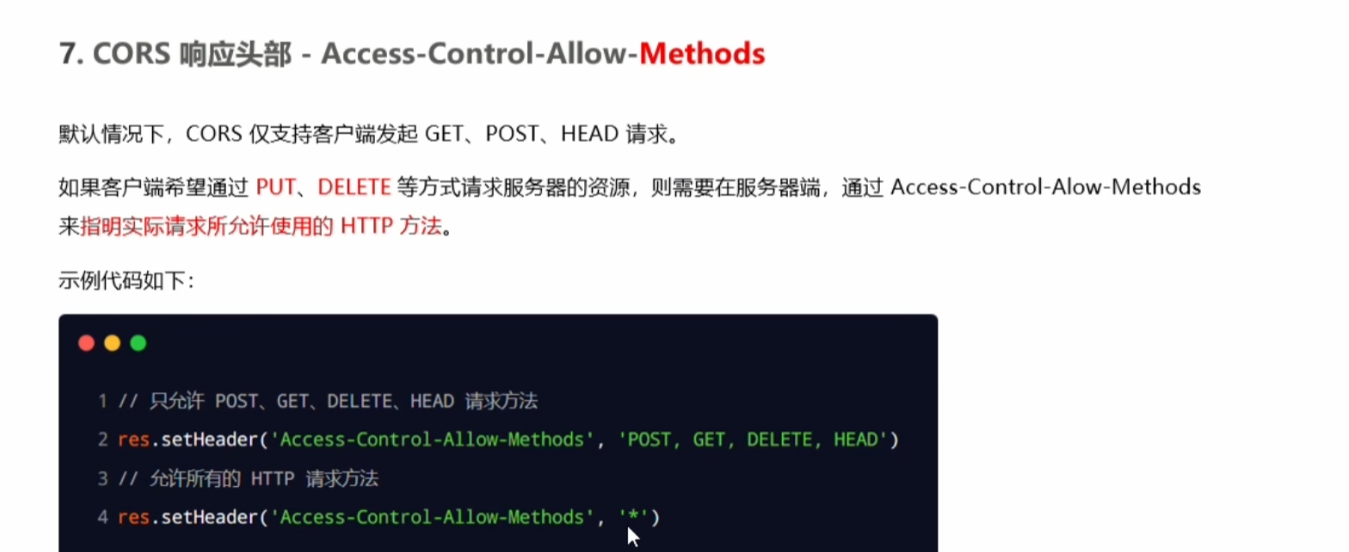 7. CORS 响应头部 - Access-Control-Allow-Methods
默认情况下，CORS 仅支持客户端发起 GET、POST、HEAD 请求。
如果客户端希望通过 PUT、DELETE 等方式请求服务器的资源，则需要在服务器端，通过 Access-Control-Alow-Methods
来指明实际请求所允许使用的 HTTP 方法。
示例代码如下：
1 // 只允许 POST、GET、DELETE、HEAD 请求方法
2 res.setHeader('Access-Control-Allow-Methods', 'POST, GET, DELETE, HEAD')
3 // 允许所有的 HTTP 请求方法
4 res.setHeader('Access-Control-Allow-Methods', '*')